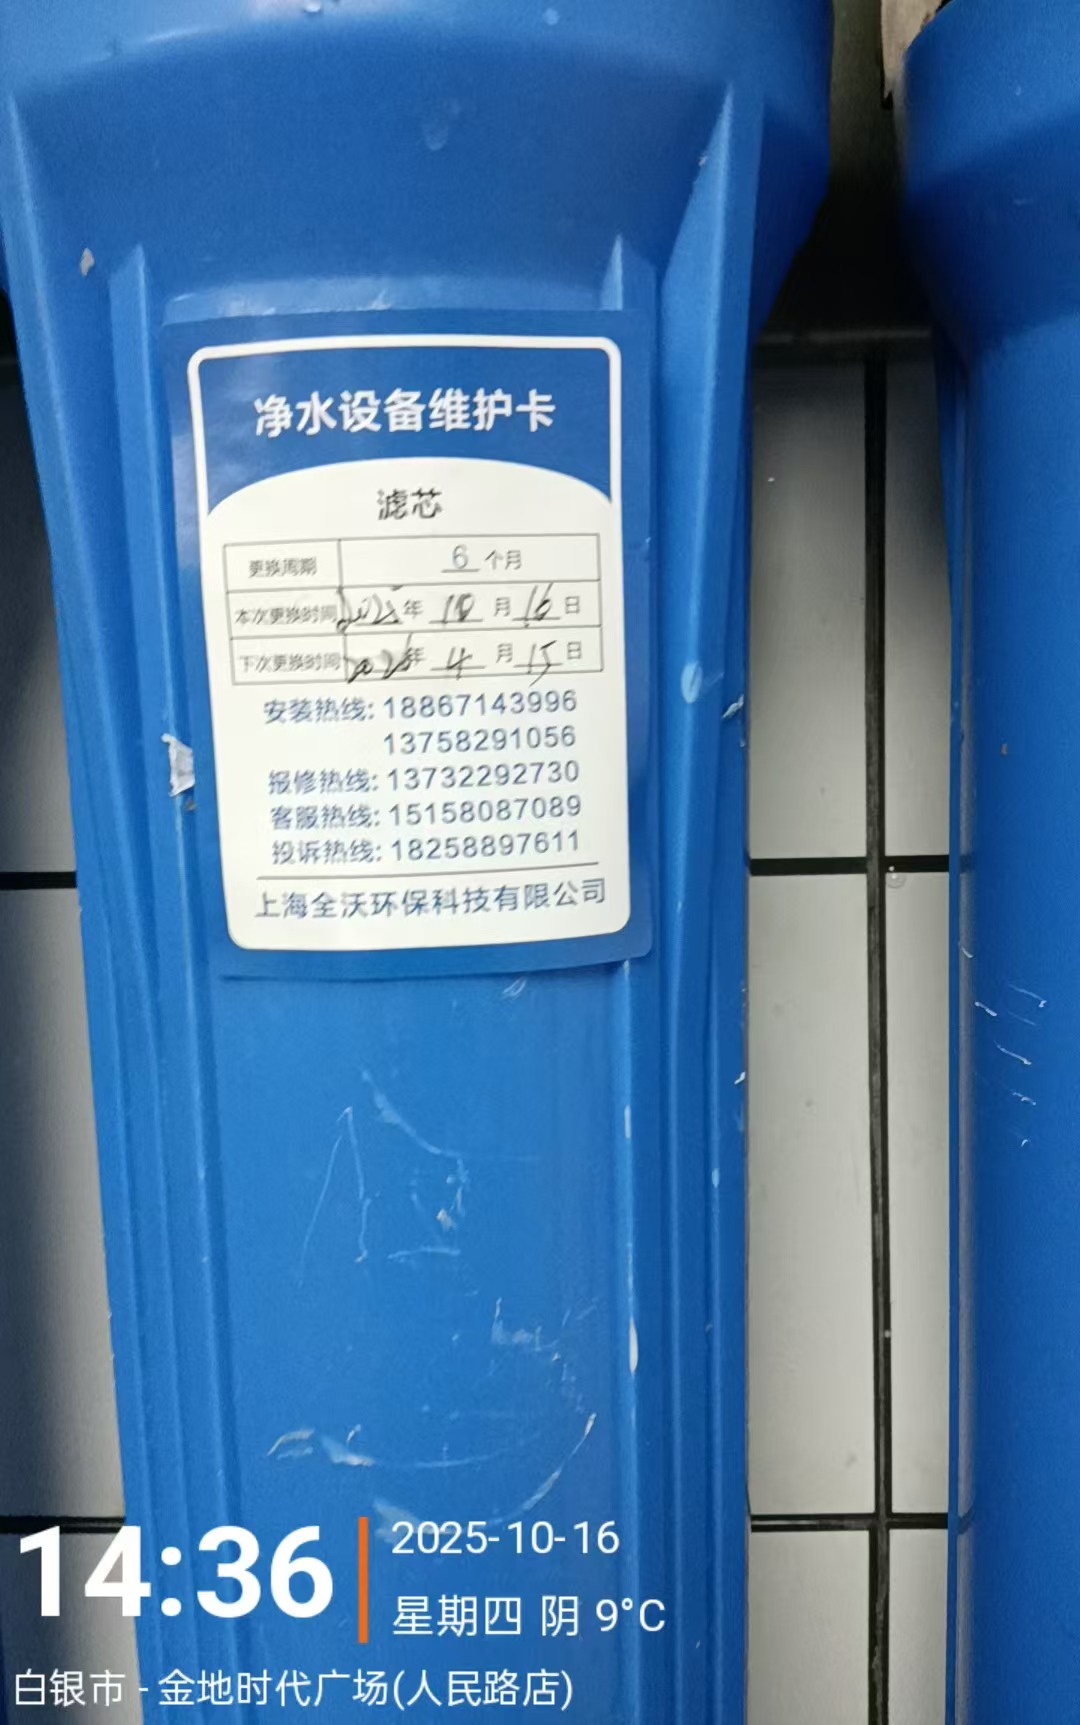 净水设备维护卡
滤芯
更换周期 6 个月
本次更换时间 2025年 10 月 16 日
下次更换时间 年 4 月 15 日
安装热线: 18867143996
13758291056
报修热线: 13732292730
客服热线: 15158087089
投诉热线: 18258897611
上海全沃环保科技有限公司
14:36
2025-10-16
星期四 阴 9°C
白银市 - 金地时代广场(人民路店)